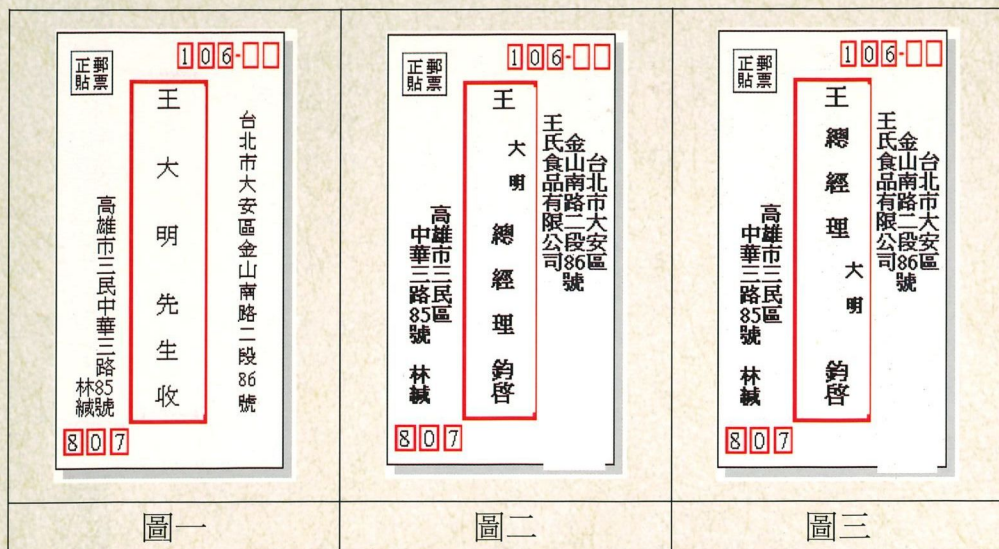 郵票
正貼
106-
台北市大安區金山南路二段86號
王大明先生收
高雄市三民中華三路85號
林緘
807
圖一
郵票
正貼
106-
台北市大安區
金山南路二段86號
王氏食品有限公司
王大明總經理鈞啓
高雄市三民區
中華三路85號 林緘
807
圖二
郵票
正貼
106-
台北市大安區
金山南路二段86號
王氏食品有限公司
王總經理大明鈞啓
高雄市三民區
中華三路85號 林緘
807
圖三